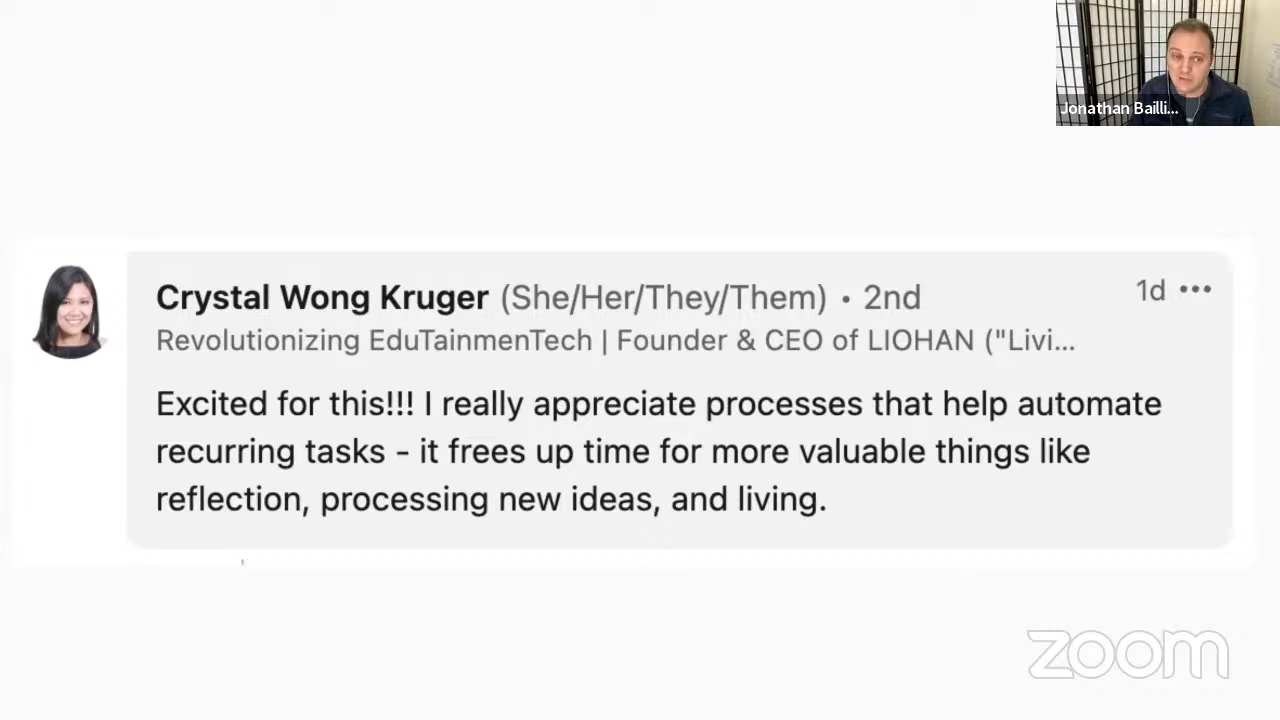 Jonathan Bailli...
Crystal Wong Kruger (She/Her/They/Them) • 2nd
1d •••
Revolutionizing EduTainmenTech | Founder & CEO of LIOHAN ("Livi...
Excited for this!!! I really appreciate processes that help automate
recurring tasks - it frees up time for more valuable things like
reflection, processing new ideas, and living.
zoom